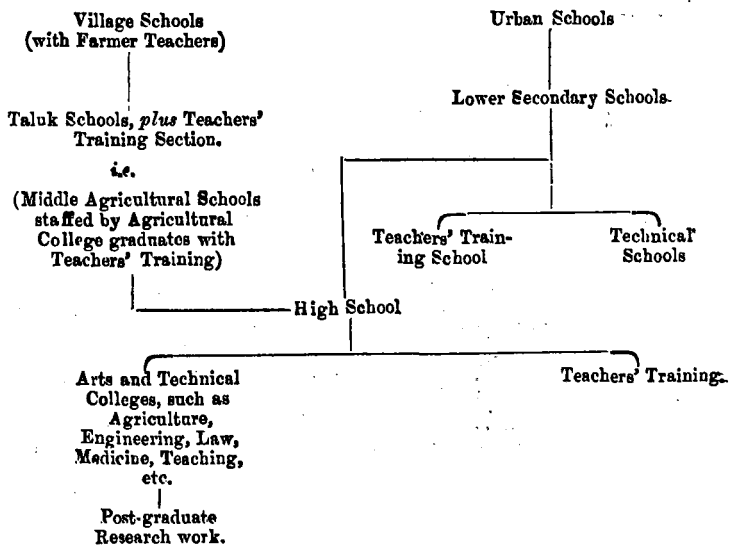 Village Schools
(with Farmer Teachers)
Taluk Schools, plus Teachers'
Training Section.
i.e.
(Middle Agricultural Schools
staffed by Agricultural
College graduates with
Teachers' Training)
Urban Schools
Lower Secondary Schools.
Teachers' Train-
ing School
Technical
Schools
High School
Arts and Technical
Colleges, such as
Agriculture,
Engineering, Law,
Medicine, Teaching,
etc.
Post-graduate
Research work.
Teachers' Training.